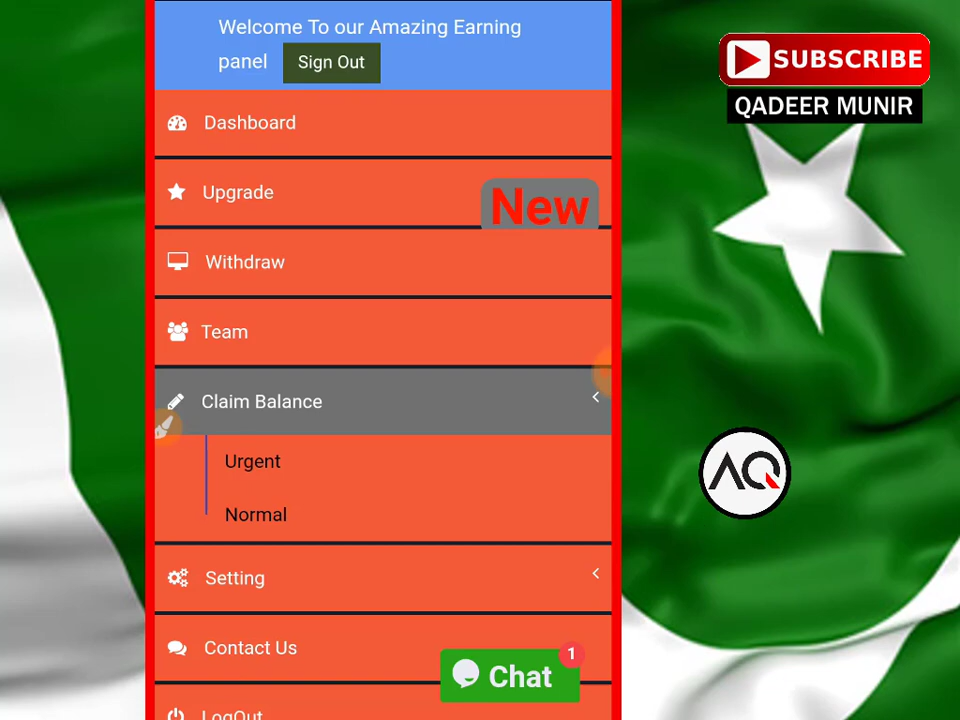 Welcome To our Amazing Earning
panel
Sign Out
SUBSCRIBE
QADEER MUNIR
Dashboard
Upgrade
New
Withdraw
Team
Claim Balance
Urgent
Normal
AQ
Setting
Contact Us
Chat
1
LogOut